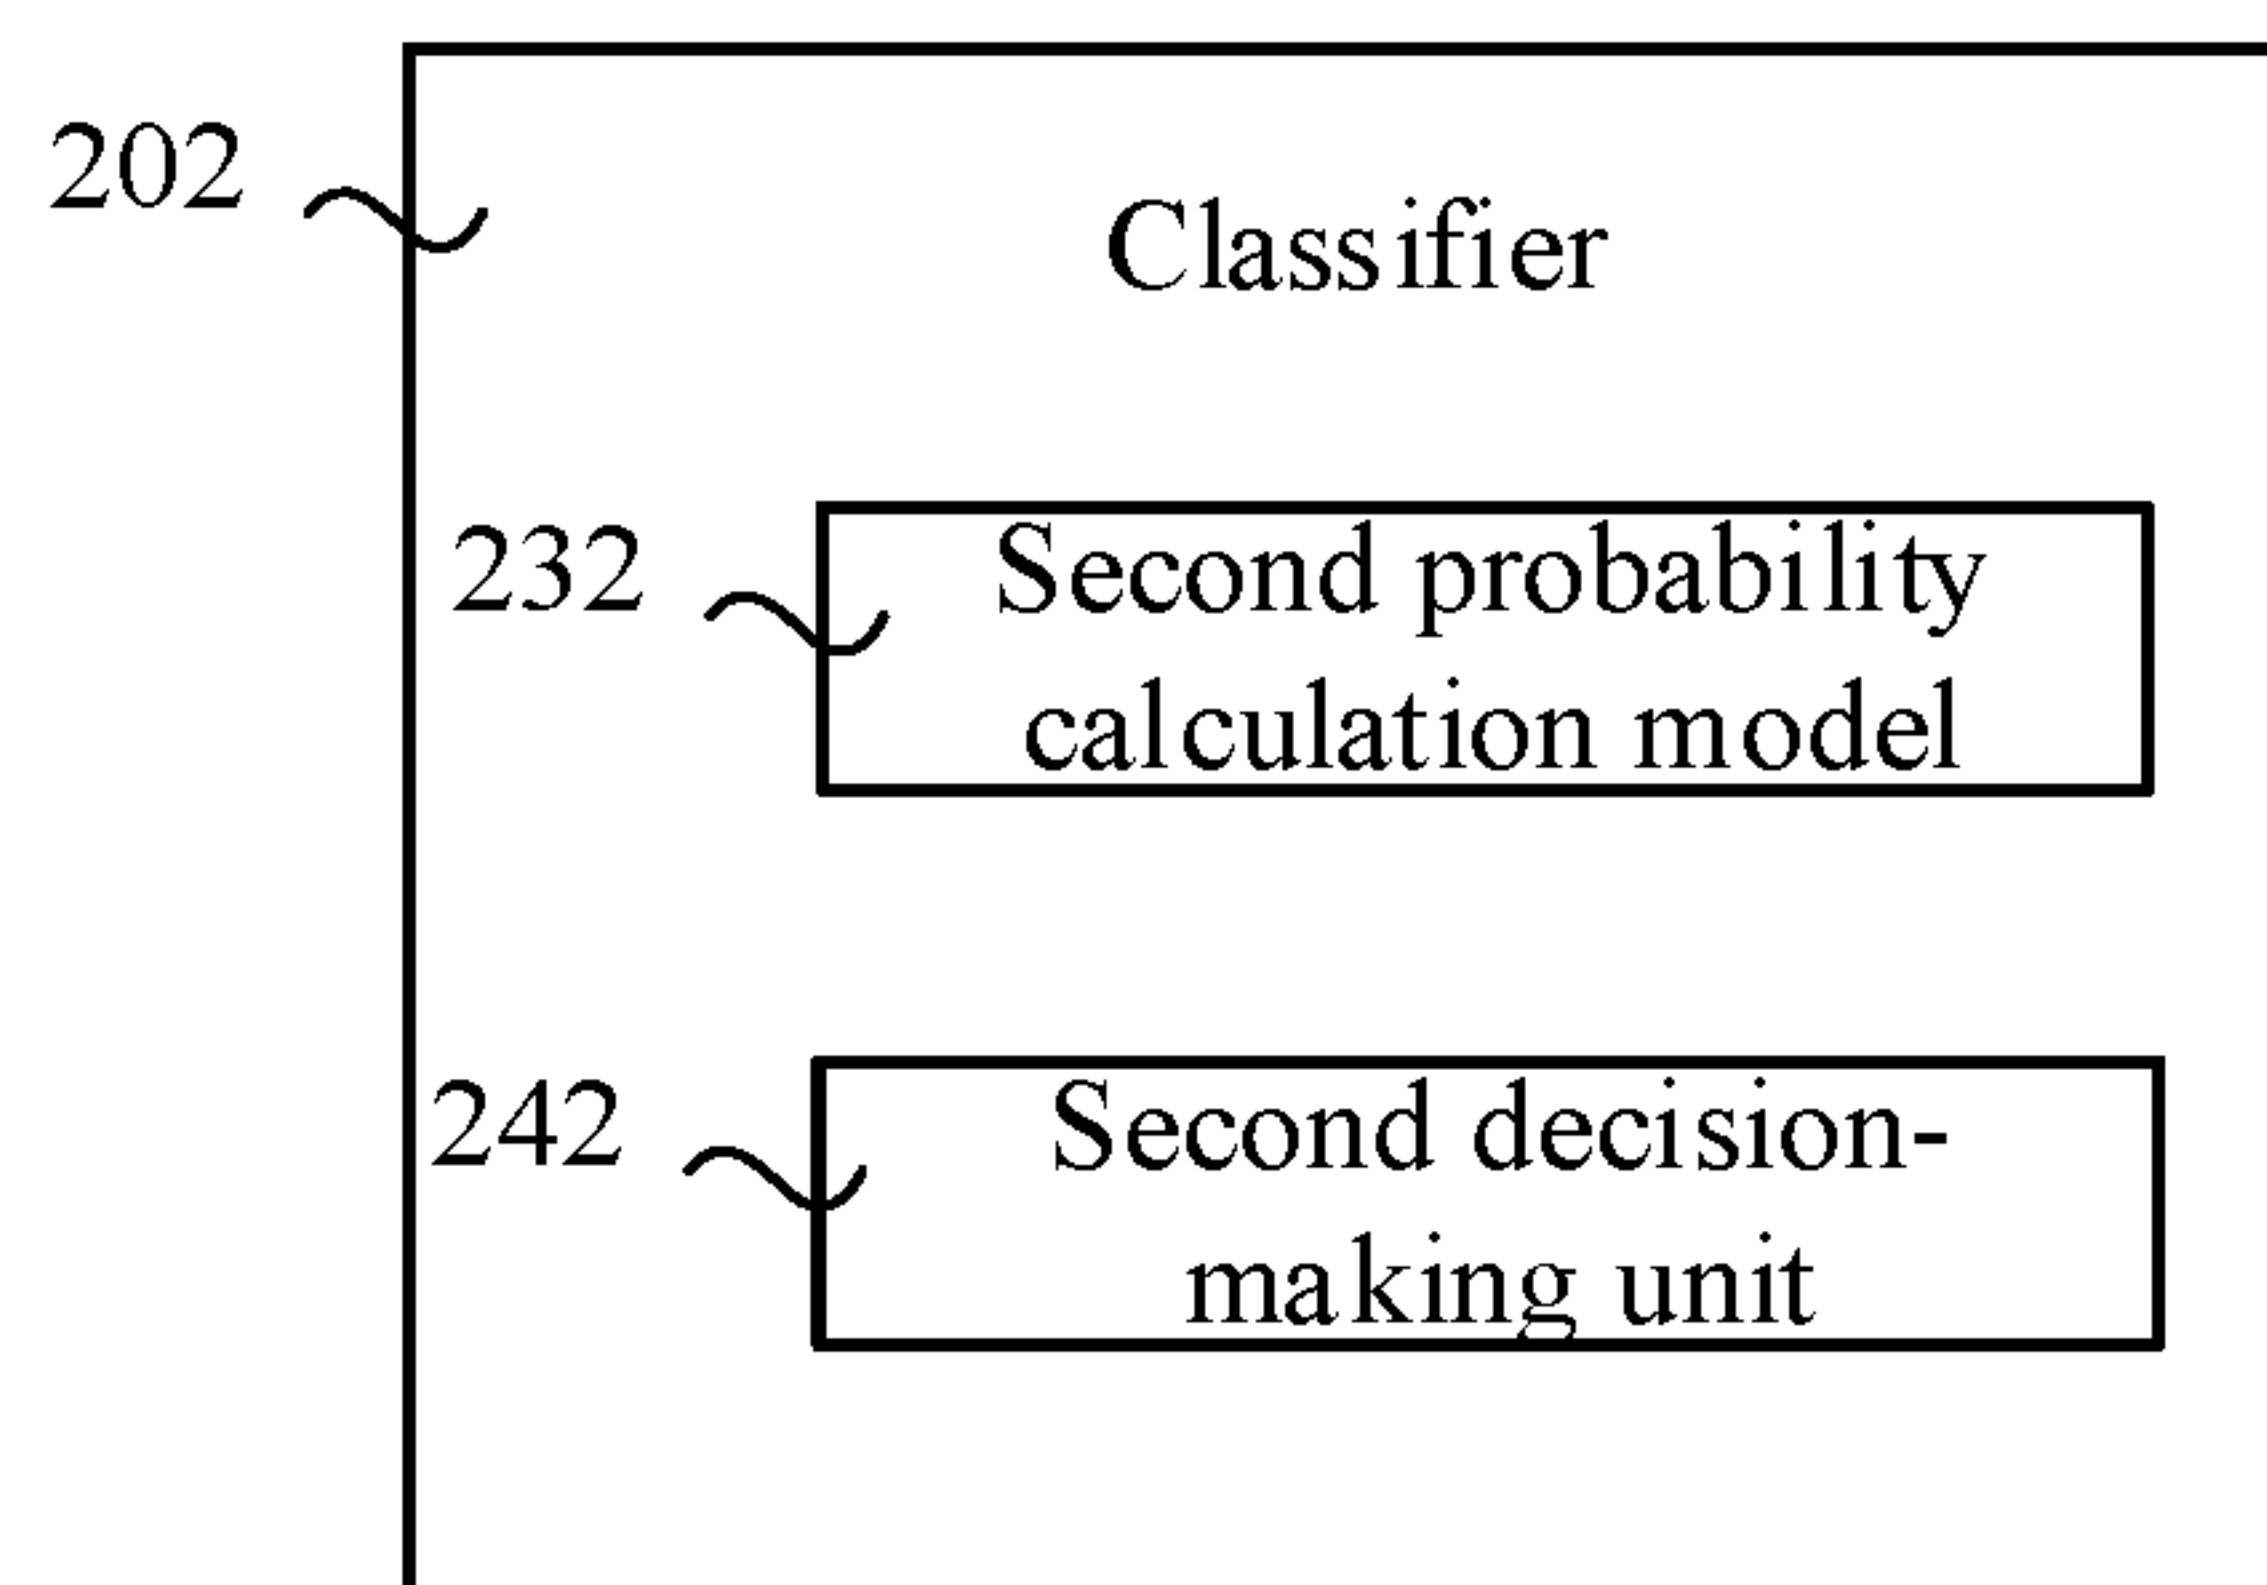 202
Classifier
232
Second probability
calculation model
242
Second decision-
making unit